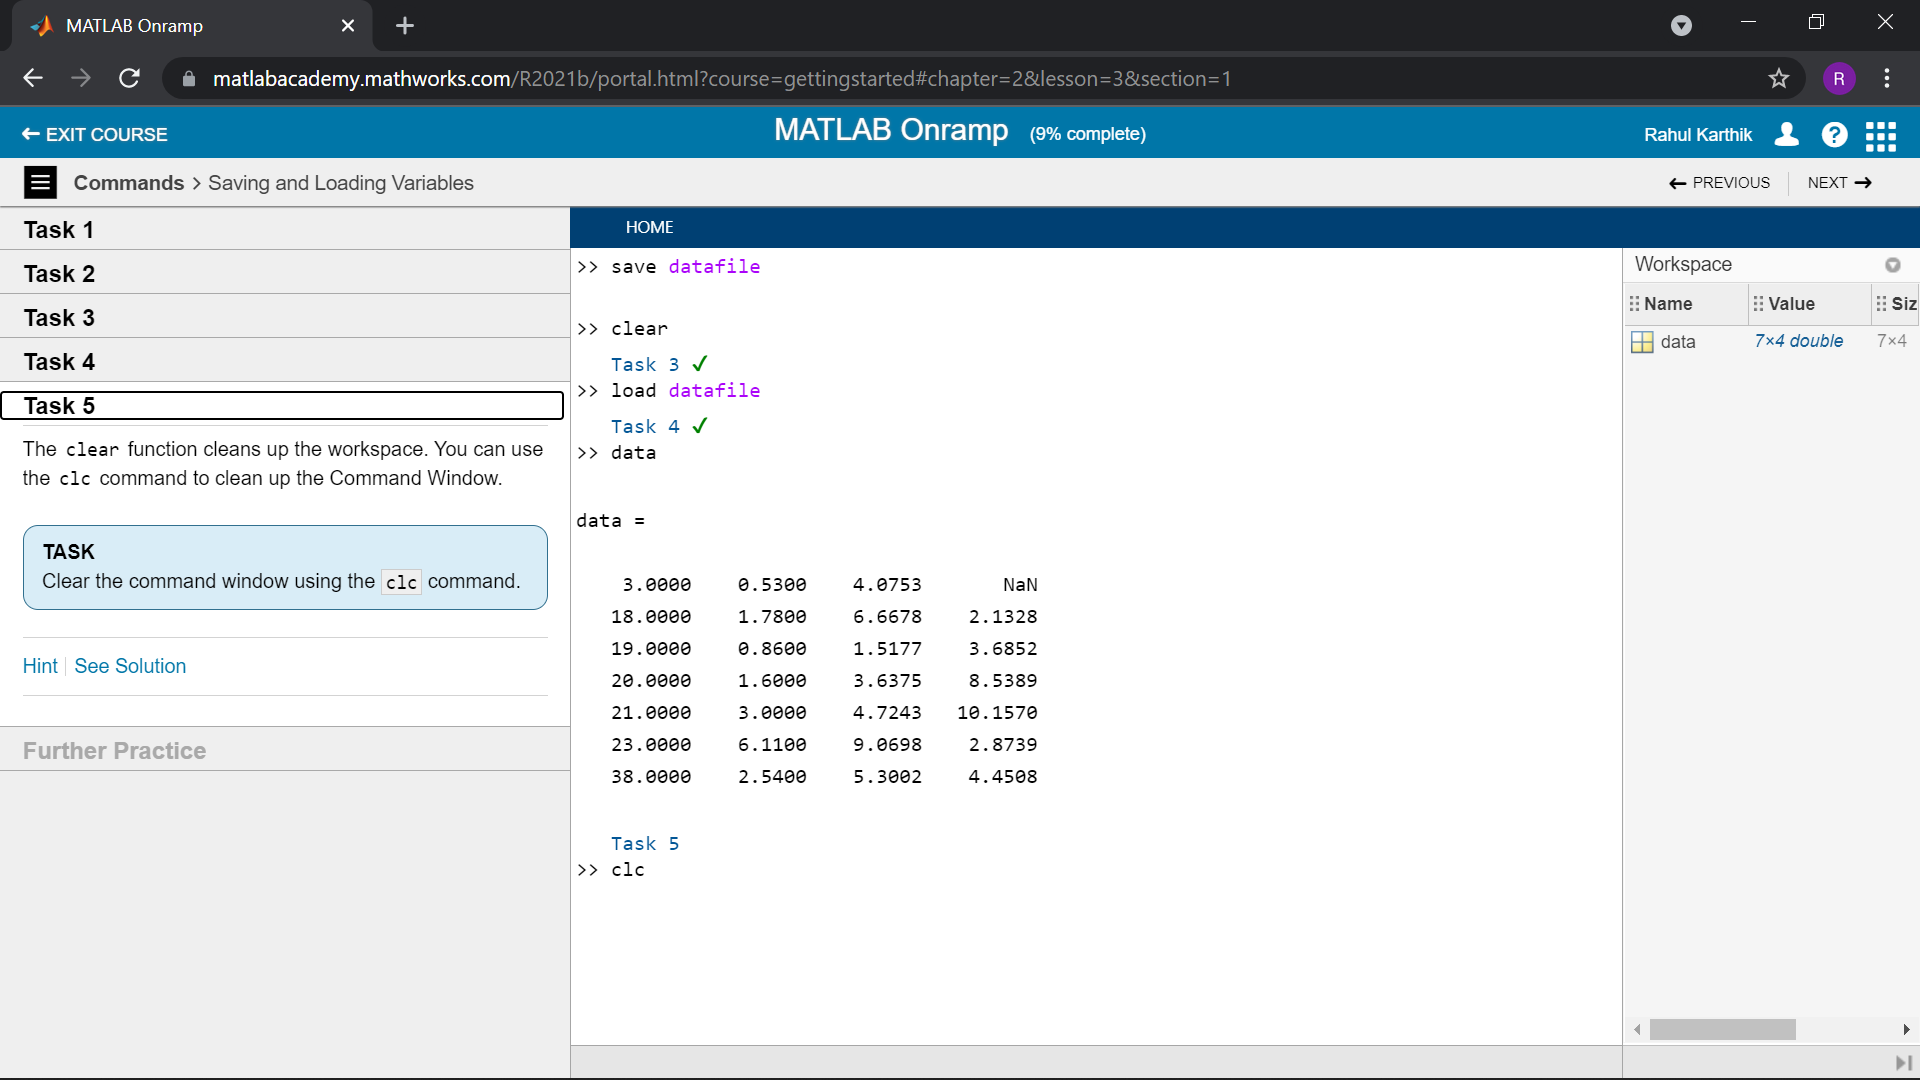 MATLAB Onramp
matlabacademy.mathworks.com/R2021b/portal.html?course=gettingstarted#chapter=2&lesson=3&section=1
R
EXIT COURSE
MATLAB Onramp (9% complete)
Rahul Karthik
?
Commands > Saving and Loading Variables
PREVIOUS
NEXT
Task 1
Task 2
Task 3
Task 4
Task 5
The clear function cleans up the workspace. You can use
the clc command to clean up the Command Window.
TASK
Clear the command window using the clc command.
Hint
See Solution
Further Practice
HOME
>> save datafile
>> clear
Task 3 ✓
>> load datafile
Task 4 ✓
>> data
data =
3.0000 0.5300 4.0753 NaN
18.0000 1.7800 6.6678 2.1328
19.0000 0.8600 1.5177 3.6852
20.0000 1.6000 3.6375 8.5389
21.0000 3.0000 4.7243 10.1570
23.0000 6.1100 9.0698 2.8739
38.0000 2.5400 5.3002 4.4508
Task 5
>> clc
Workspace
Name Value Siz
data 7×4 double 7×4